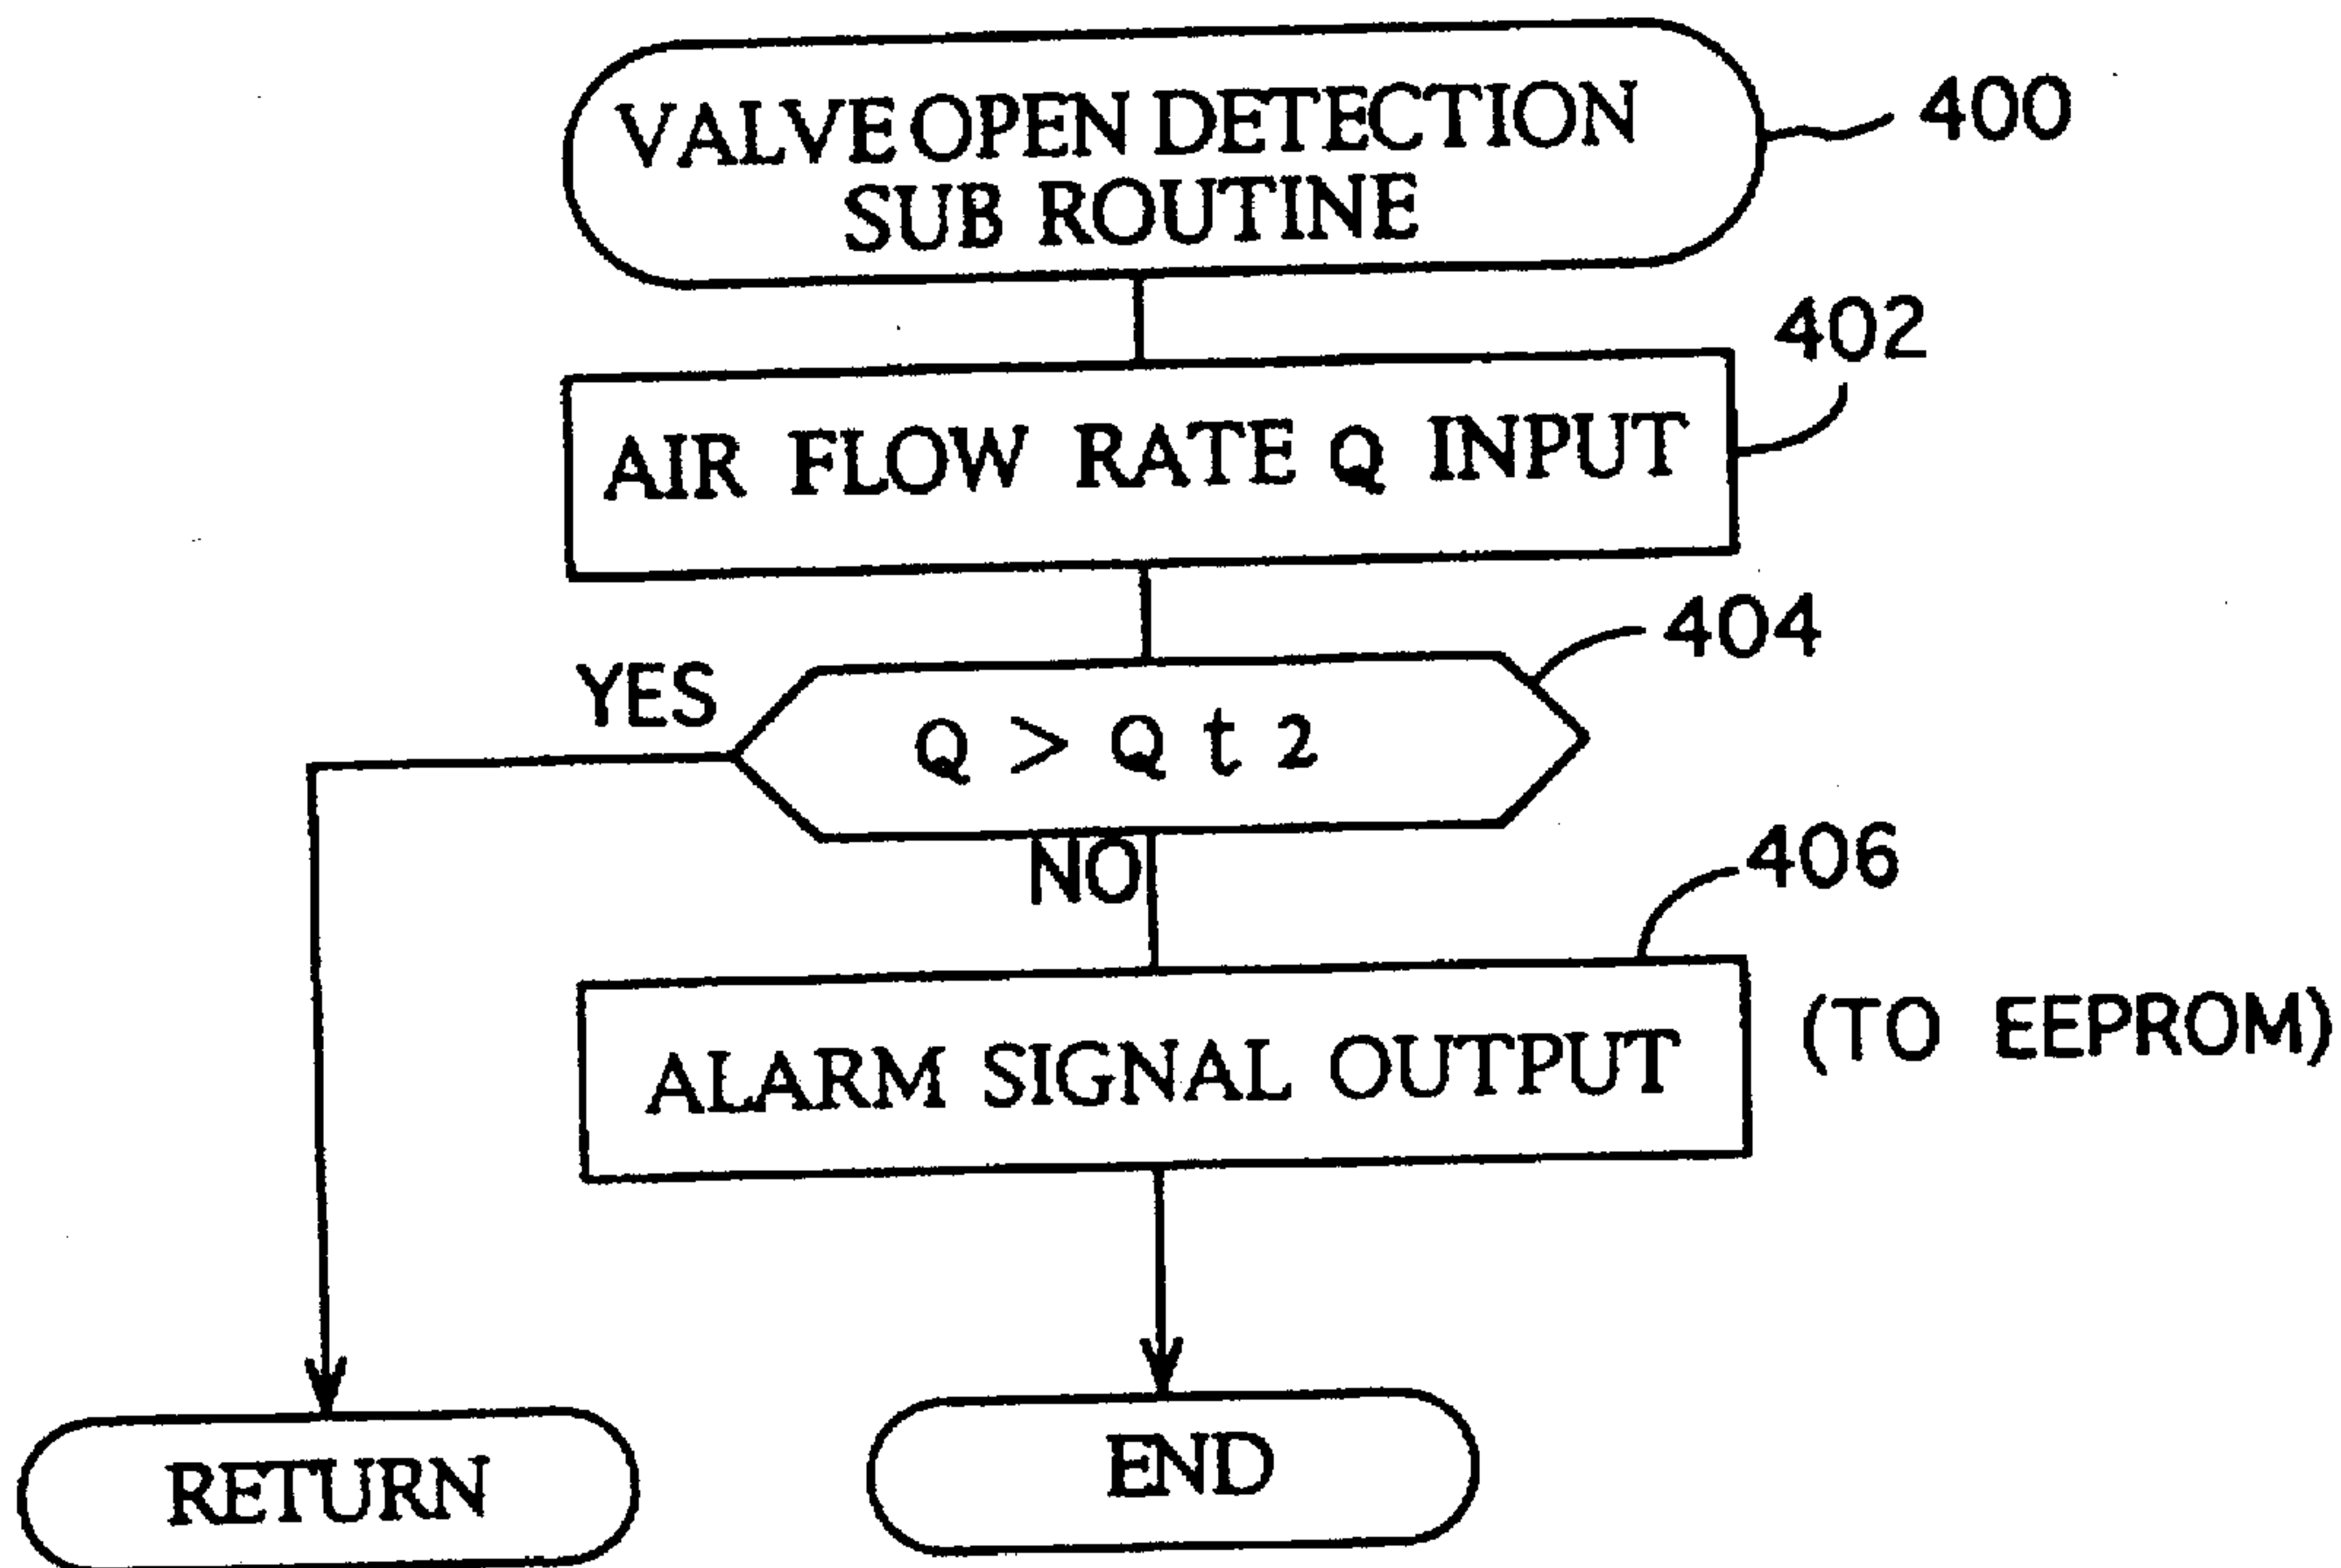 VALVE OPEN DETECTION
SUB ROUTINE
400
402
AIR FLOW RATE Q INPUT
404
YES
Q > Q t 2
NO
406
ALARM SIGNAL OUTPUT
(TO EEPROM)
RETURN
END